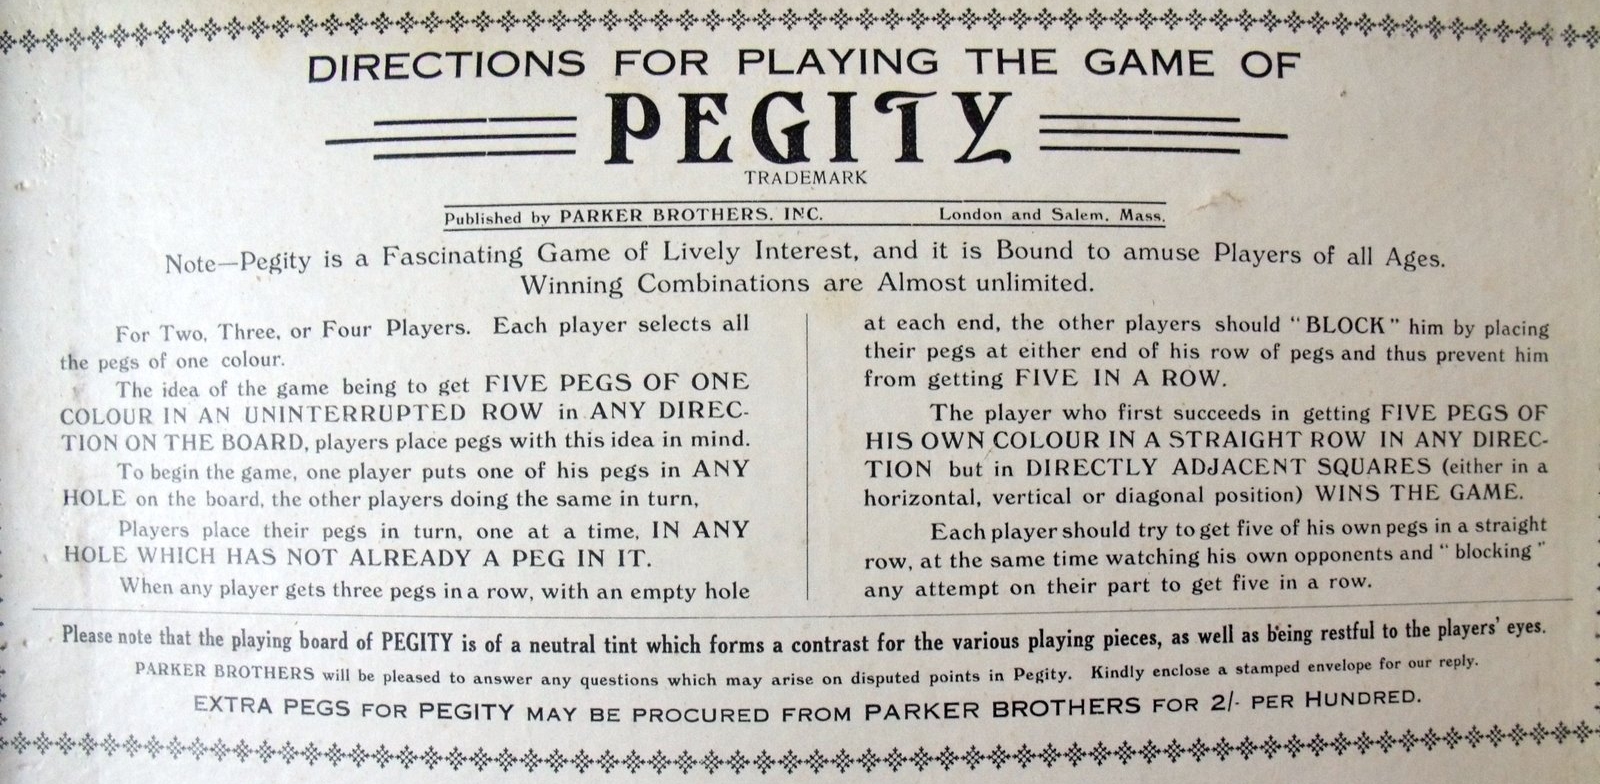 DIRECTIONS FOR PLAYING THE GAME OF
PEGITY
TRADEMARK
Published by PARKER BROTHERS. INC. London and Salem. Mass.
Note—Pegity is a Fascinating Game of Lively Interest, and it is Bound to amuse Players of all Ages.
Winning Combinations are Almost unlimited.
For Two, Three, or Four Players. Each player selects all
the pegs of one colour.
The idea of the game being to get FIVE PEGS OF ONE
COLOUR IN AN UNINTERRUPTED ROW in ANY DIREC-
TION ON THE BOARD, players place pegs with this idea in mind.
To begin the game, one player puts one of his pegs in ANY
HOLE on the board, the other players doing the same in turn,
Players place their pegs in turn, one at a time, IN ANY
HOLE WHICH HAS NOT ALREADY A PEG IN IT.
When any player gets three pegs in a row, with an empty hole
at each end, the other players should "BLOCK" him by placing
their pegs at either end of his row of pegs and thus prevent him
from getting FIVE IN A ROW.
The player who first succeeds in getting FIVE PEGS OF
HIS OWN COLOUR IN A STRAIGHT ROW IN ANY DIREC-
TION but in DIRECTLY ADJACENT SQUARES (either in a
horizontal, vertical or diagonal position) WINS THE GAME.
Each player should try to get five of his own pegs in a straight
row, at the same time watching his own opponents and "blocking"
any attempt on their part to get five in a row.
Please note that the playing board of PEGITY is of a neutral tint which forms a contrast for the various playing pieces, as well as being restful to the players' eyes.
PARKER BROTHERS will be pleased to answer any questions which may arise on disputed points in Pegity. Kindly enclose a stamped envelope for our reply.
EXTRA PEGS FOR PEGITY MAY BE PROCURED FROM PARKER BROTHERS FOR 2/- PER HUNDRED.